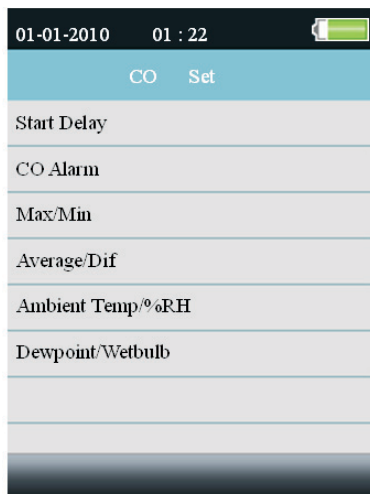 01-01-2010 01 : 22
CO Set
Start Delay
CO Alarm
Max/Min
Average/Dif
Ambient Temp/%RH
Dewpoint/Wetbulb